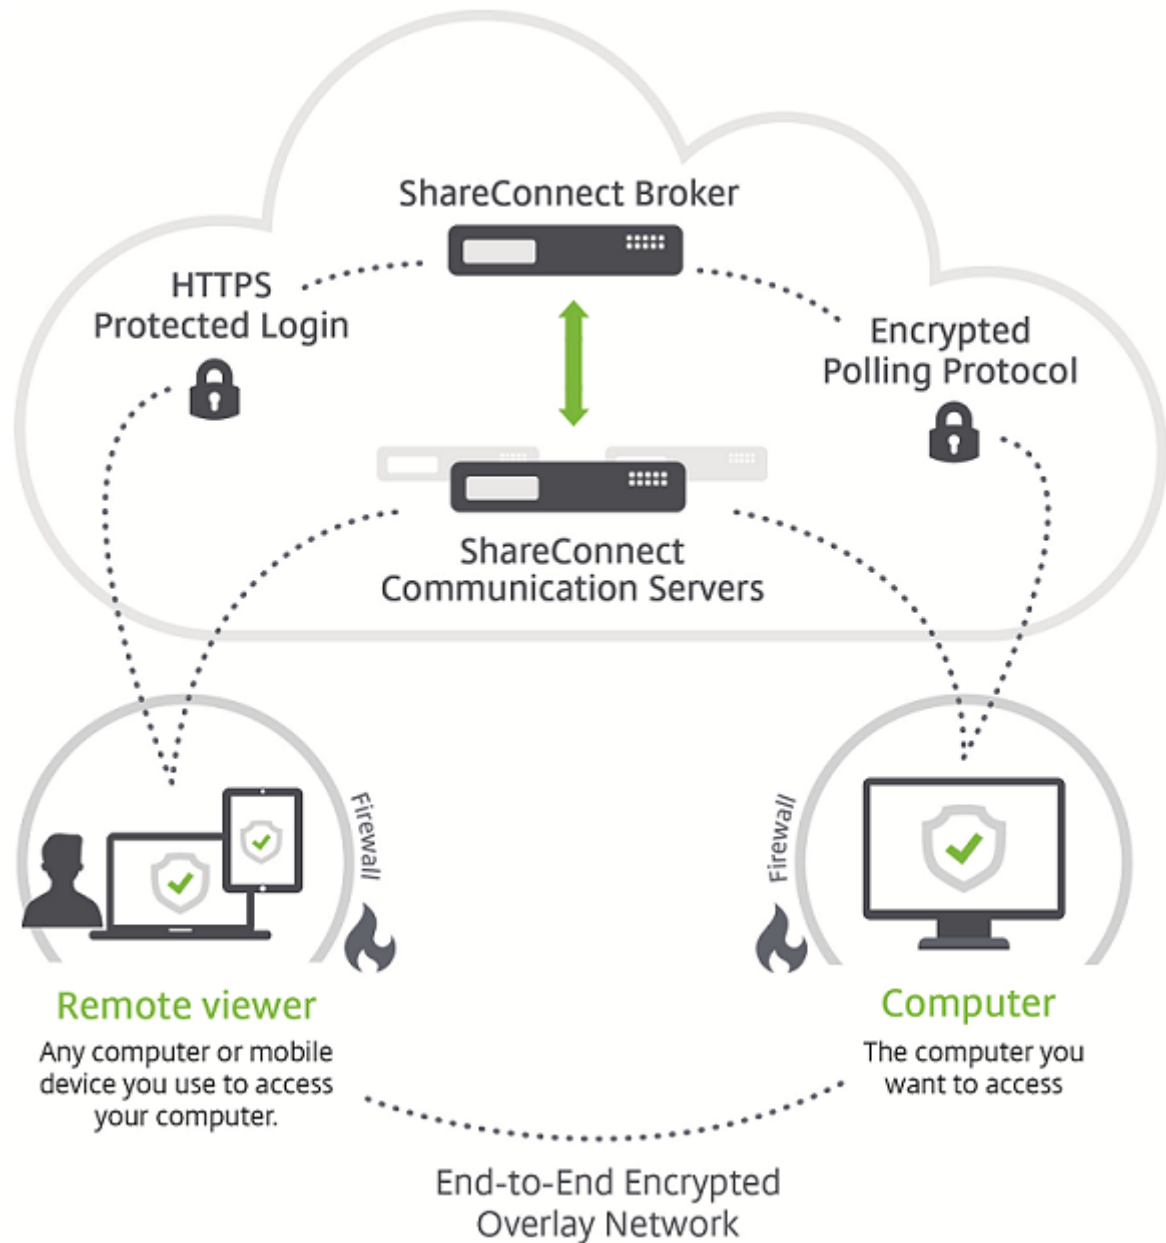 ShareConnect Broker
HTTPS
Protected Login
Encrypted
Polling Protocol
ShareConnect
Communication Servers
Firewall
Firewall
Remote viewer
Any computer or mobile
device you use to access
your computer.
Computer
The computer you
want to access
End-to-End Encrypted
Overlay Network